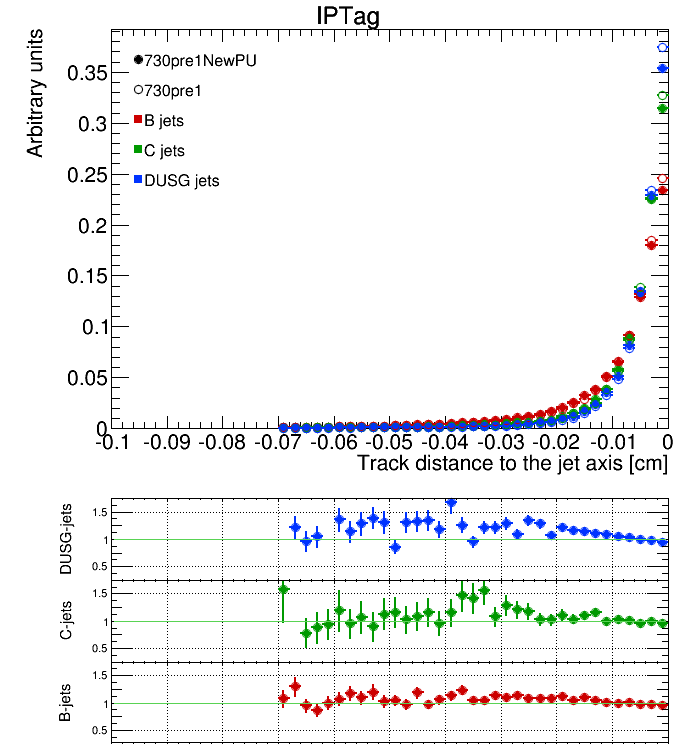 IPTag
Arbitrary units
730pre1NewPU
730pre1
B jets
C jets
DUSG jets
0.35
0.3
0.25
0.2
0.15
0.1
0.05
0
-0.1 -0.09 -0.08 -0.07 -0.06 -0.05 -0.04 -0.03 -0.02 -0.01 0
Track distance to the jet axis [cm]
DUSG-jets
1.5
1
0.5
C-jets
1.5
1
0.5
B-jets
1.5
1
0.5